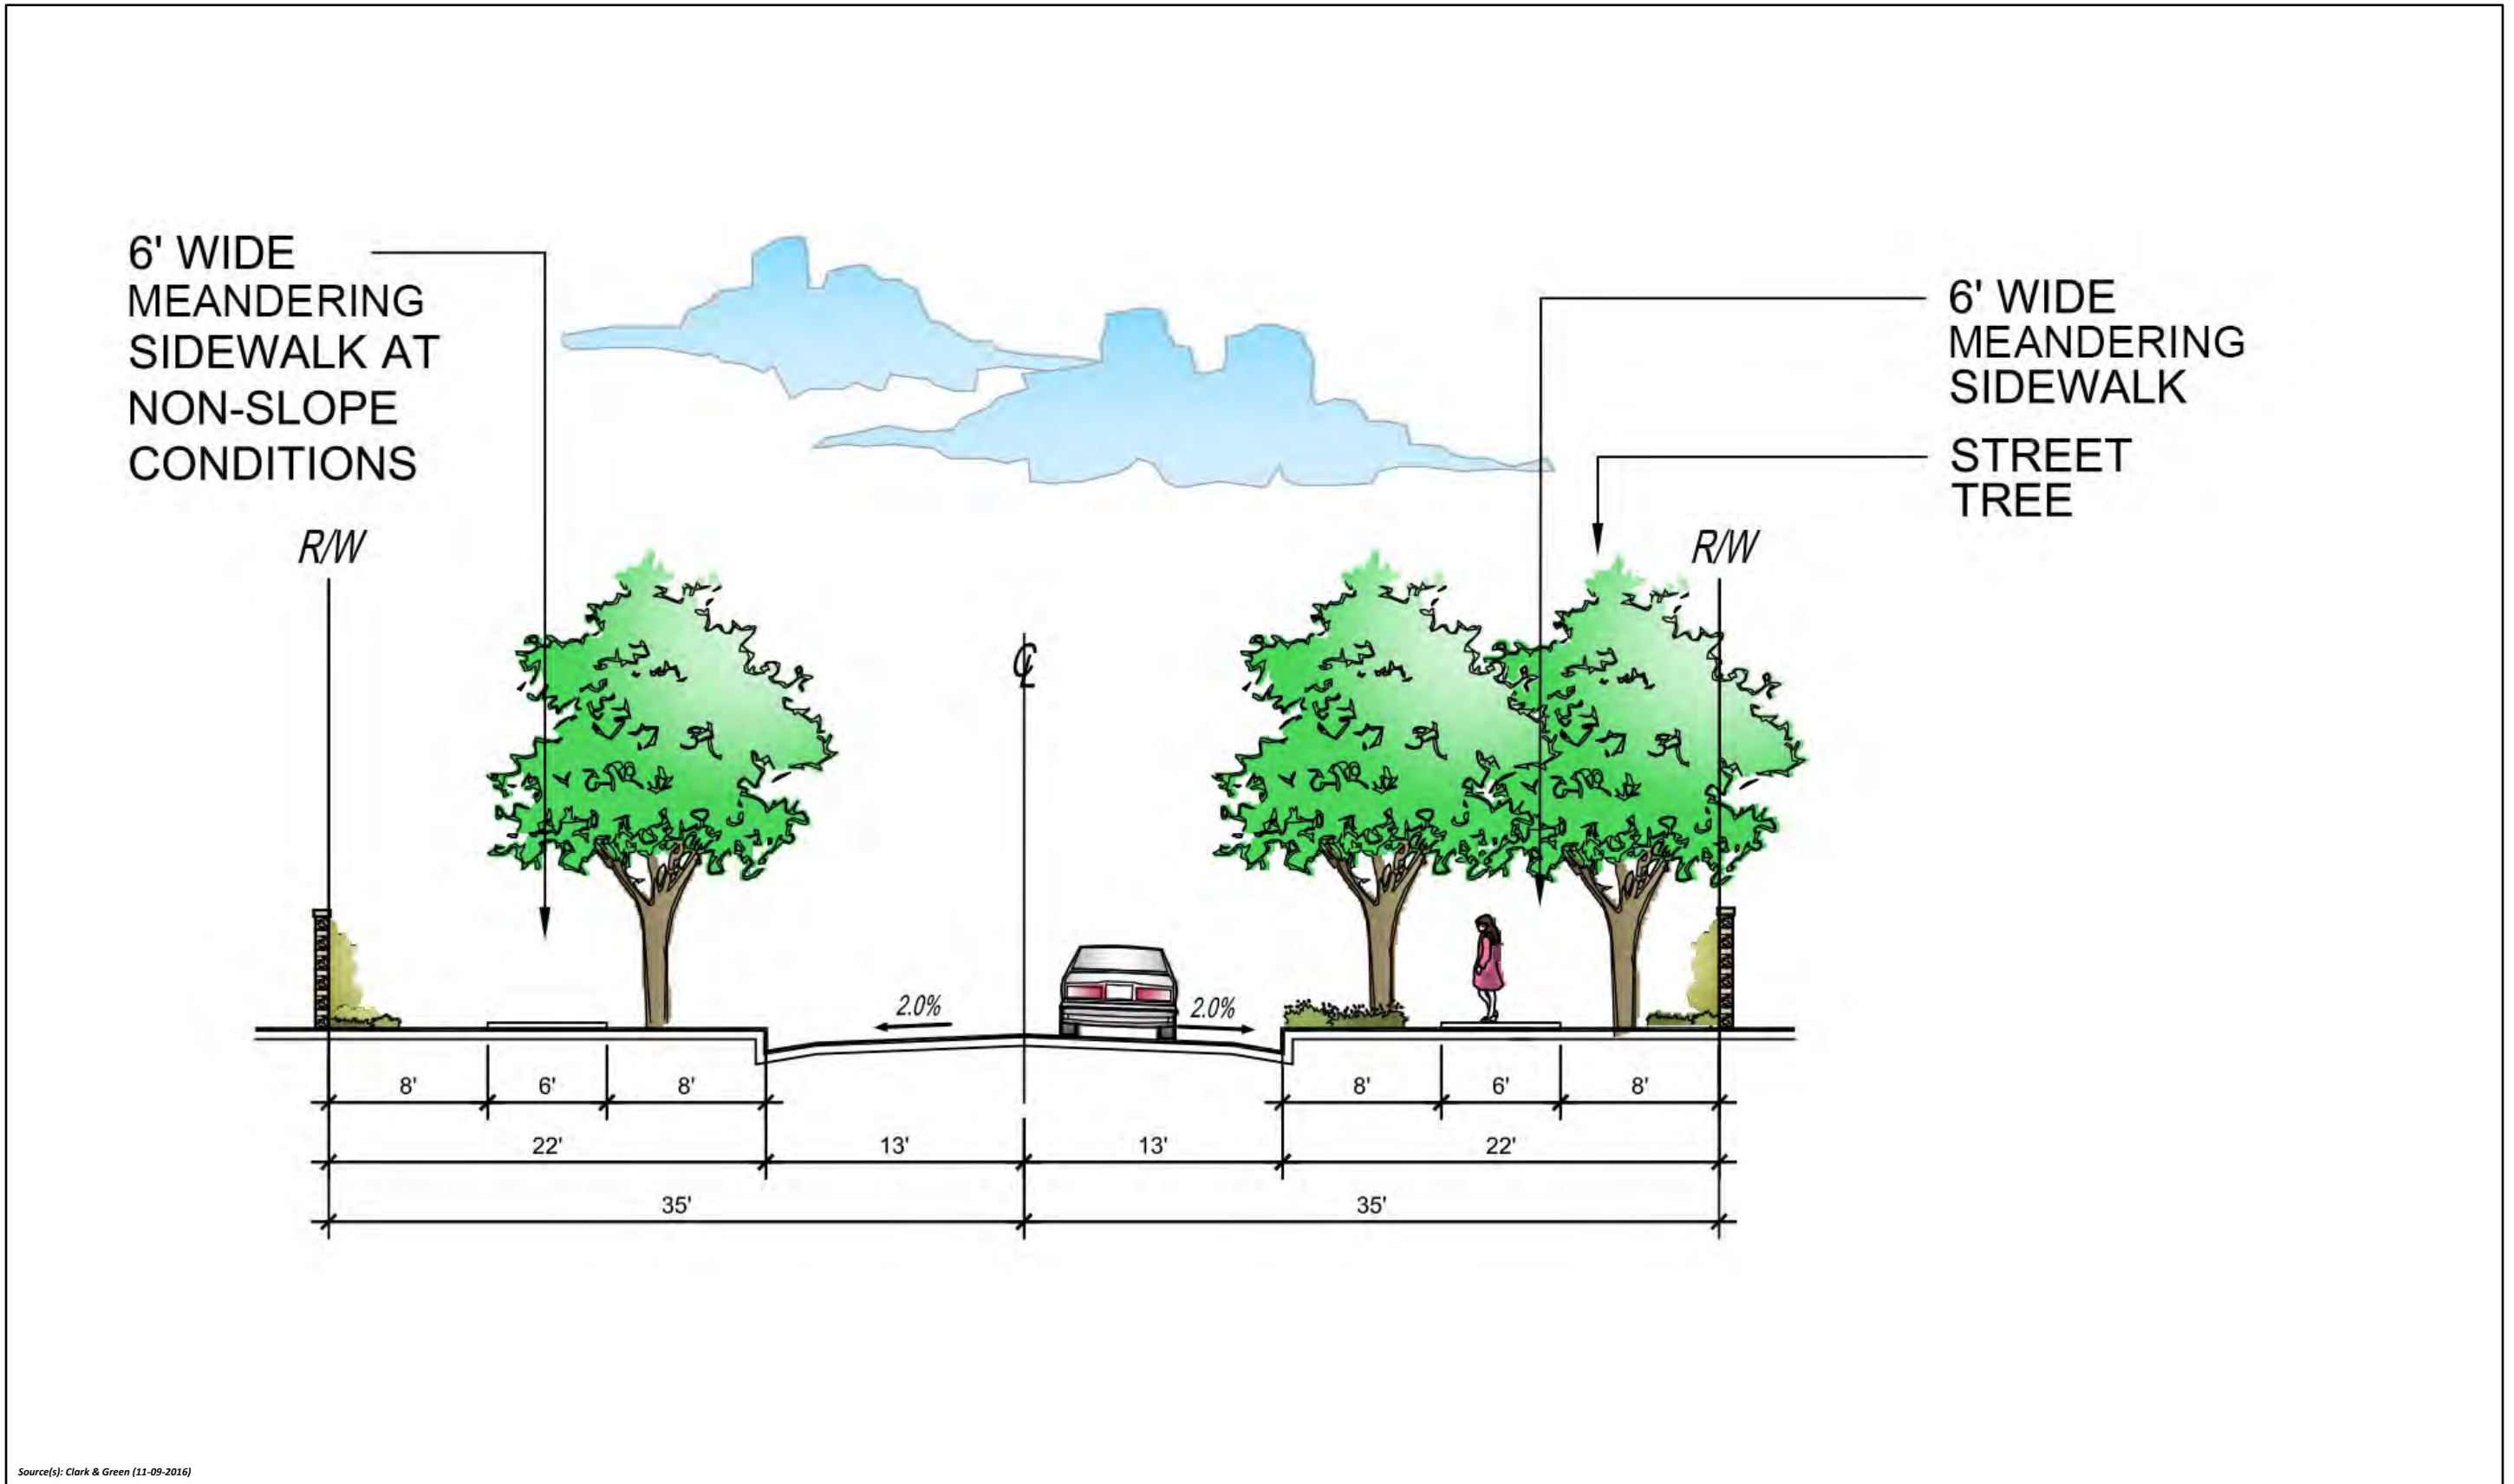 6' WIDE
MEANDERING
SIDEWALK AT
NON-SLOPE
CONDITIONS
6' WIDE
MEANDERING
SIDEWALK
STREET
TREE
R/W
R/W
℄
2.0%
2.0%
8'
6'
8'
8'
6'
8'
22'
13'
13'
22'
35'
35'
Source(s): Clark & Green (11-09-2016)